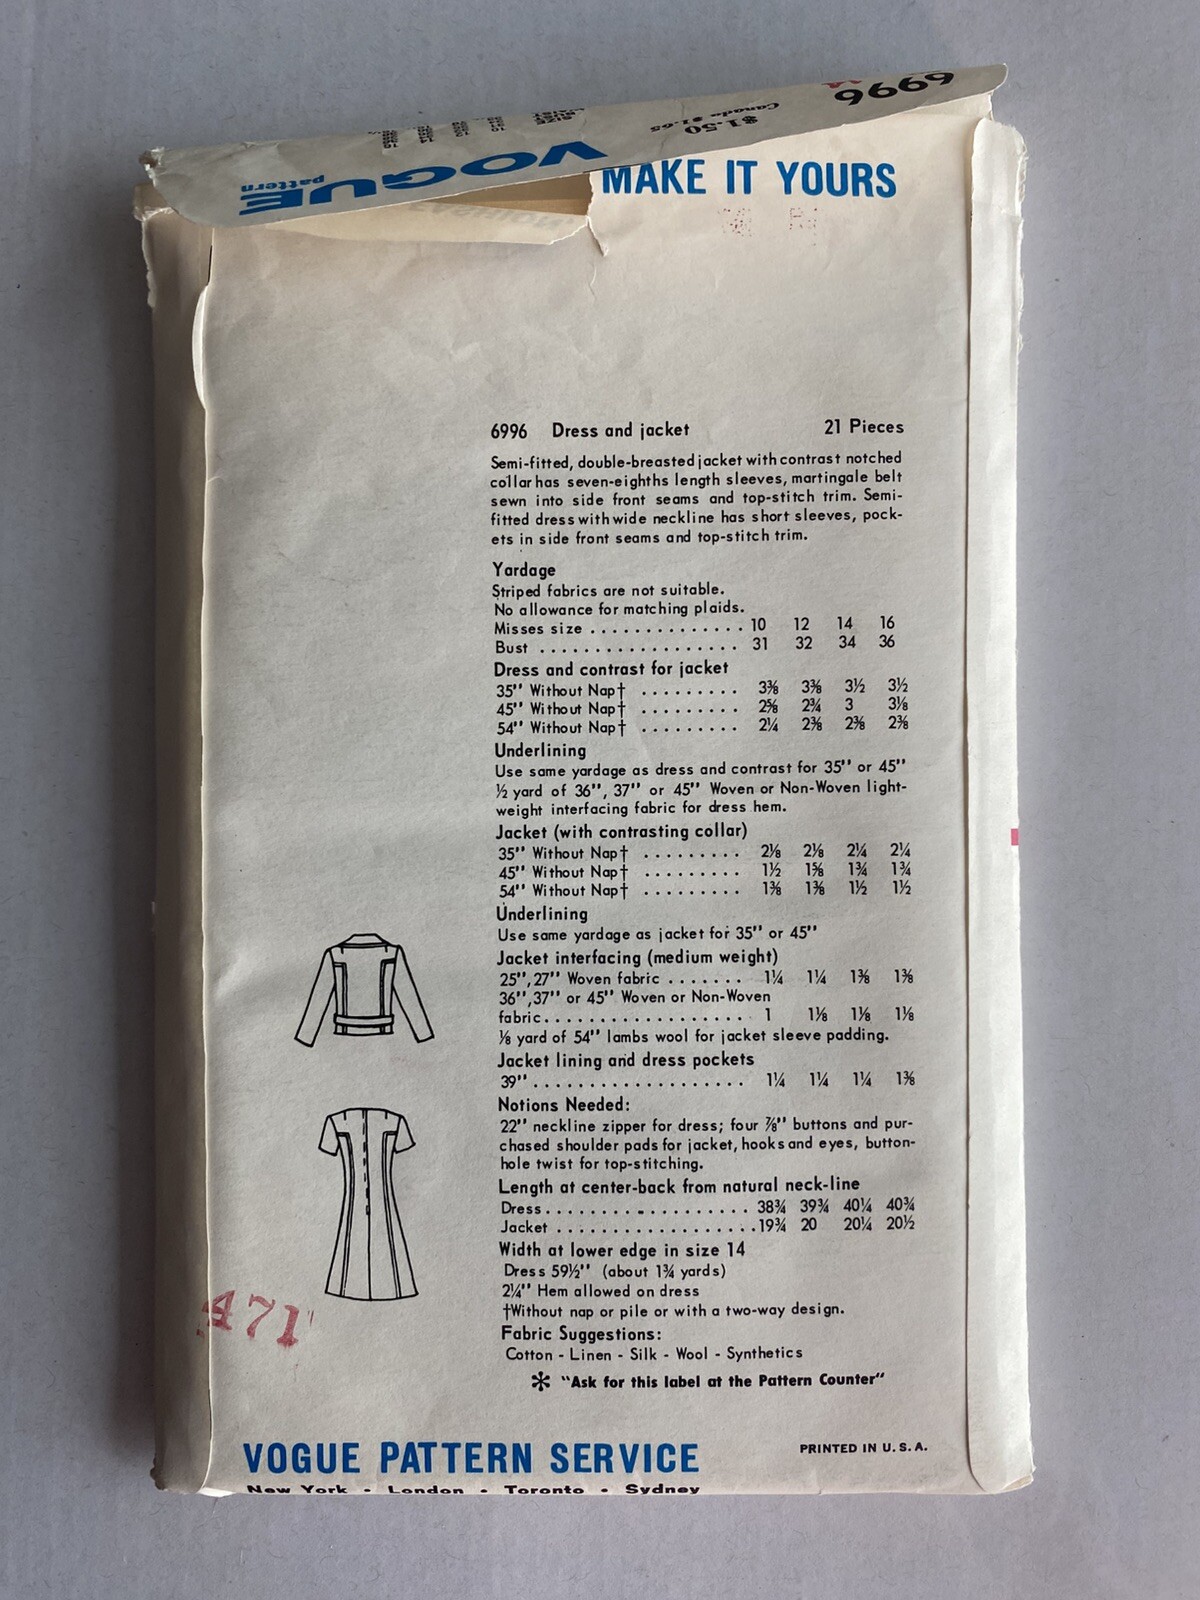 6996
$1.50
Canada $1.65
VOGUE
pattern
MAKE IT YOURS
6996 Dress and jacket 21 Pieces
Semi-fitted, double-breasted jacket with contrast notched
collar has seven-eighths length sleeves, martingale belt
sewn into side front seams and top-stitch trim. Semi-
fitted dress with wide neckline has short sleeves, pock-
ets in side front seams and top-stitch trim.
Yardage
Striped fabrics are not suitable.
No allowance for matching plaids.
Misses size . . . . . . . . . . . . . . 10 12 14 16
Bust . . . . . . . . . . . . . . . . . . 31 32 34 36
Dress and contrast for jacket
35'' Without Nap† . . . . . . . . . 3⅜ 3⅜ 3½ 3½
45'' Without Nap† . . . . . . . . . 2⅝ 2¾ 3 3⅛
54'' Without Nap† . . . . . . . . . 2¼ 2⅜ 2⅜ 2⅜
Underlining
Use same yardage as dress and contrast for 35'' or 45''
½ yard of 36'', 37'' or 45'' Woven or Non-Woven light-
weight interfacing fabric for dress hem.
Jacket (with contrasting collar)
35'' Without Nap† . . . . . . . . . 2⅛ 2⅛ 2¼ 2¼
45'' Without Nap† . . . . . . . . . 1½ 1⅝ 1¾ 1¾
54'' Without Nap† . . . . . . . . . 1⅜ 1⅜ 1½ 1½
Underlining
Use same yardage as jacket for 35'' or 45''
Jacket interfacing (medium weight)
25'', 27'' Woven fabric . . . . . . . 1¼ 1¼ 1⅜ 1⅜
36'', 37'' or 45'' Woven or Non-Woven
fabric. . . . . . . . . . . . . . . . . . . 1 1⅛ 1⅛ 1⅛
⅛ yard of 54'' lambs wool for jacket sleeve padding.
Jacket lining and dress pockets
39'' . . . . . . . . . . . . . . . . . . . . 1¼ 1¼ 1¼ 1⅜
Notions Needed:
22'' neckline zipper for dress; four ⅞'' buttons and pur-
chased shoulder pads for jacket, hooks and eyes, button-
hole twist for top-stitching.
Length at center-back from natural neck-line
Dress. . . . . . . . . . . . . . . . . . . 38¾ 39¾ 40¼ 40¾
Jacket . . . . . . . . . . . . . . . . . . 19¾ 20 20¼ 20½
Width at lower edge in size 14
Dress 59½'' (about 1¾ yards)
2¼'' Hem allowed on dress
†Without nap or pile or with a two-way design.
Fabric Suggestions:
Cotton - Linen - Silk - Wool - Synthetics
* "Ask for this label at the Pattern Counter"
471
VOGUE PATTERN SERVICE
PRINTED IN U. S. A.
New York • London • Toronto • Sydney